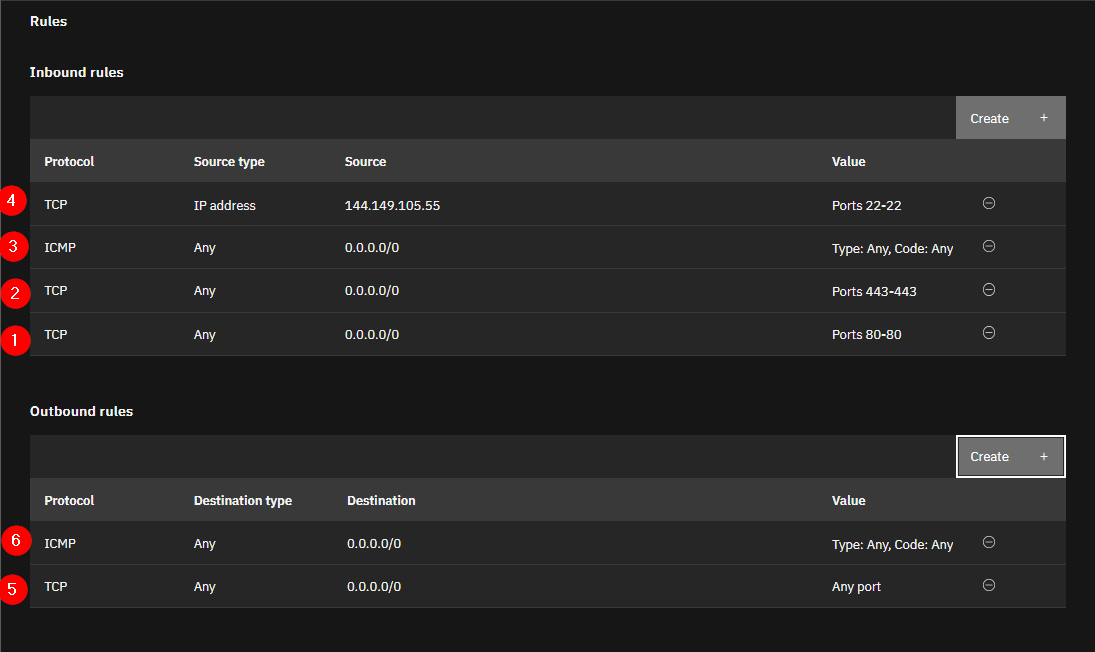 Rules
Inbound rules
Create +
Protocol Source type Source Value
4 TCP IP address 144.149.105.55 Ports 22-22
3 ICMP Any 0.0.0.0/0 Type: Any, Code: Any
2 TCP Any 0.0.0.0/0 Ports 443-443
1 TCP Any 0.0.0.0/0 Ports 80-80
Outbound rules
Create +
Protocol Destination type Destination Value
6 ICMP Any 0.0.0.0/0 Type: Any, Code: Any
5 TCP Any 0.0.0.0/0 Any port